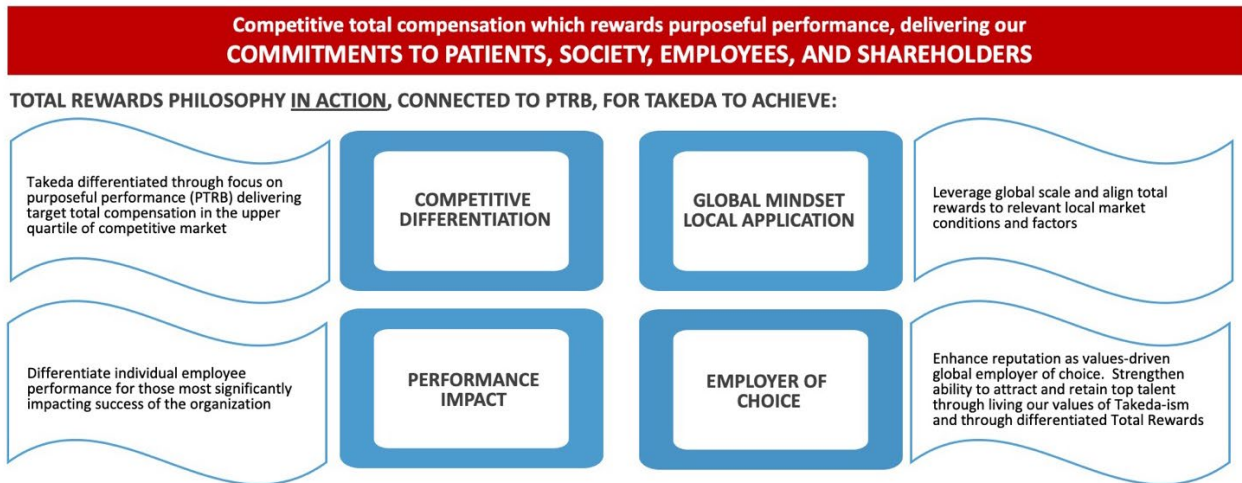 Competitive total compensation which rewards purposeful performance, delivering our
COMMITMENTS TO PATIENTS, SOCIETY, EMPLOYEES, AND SHAREHOLDERS
TOTAL REWARDS PHILOSOPHY IN ACTION, CONNECTED TO PTRB, FOR TAKEDA TO ACHIEVE:
Takeda differentiated through focus on
purposeful performance (PTRB) delivering
target total compensation in the upper
quartile of competitive market
COMPETITIVE
DIFFERENTIATION
GLOBAL MINDSET
LOCAL APPLICATION
Leverage global scale and align total
rewards to relevant local market
conditions and factors
Differentiate individual employee
performance for those most significantly
impacting success of the organization
PERFORMANCE
IMPACT
EMPLOYER OF
CHOICE
Enhance reputation as values-driven
global employer of choice.  Strengthen
ability to attract and retain top talent
through living our values of Takeda-ism
and through differentiated Total Rewards